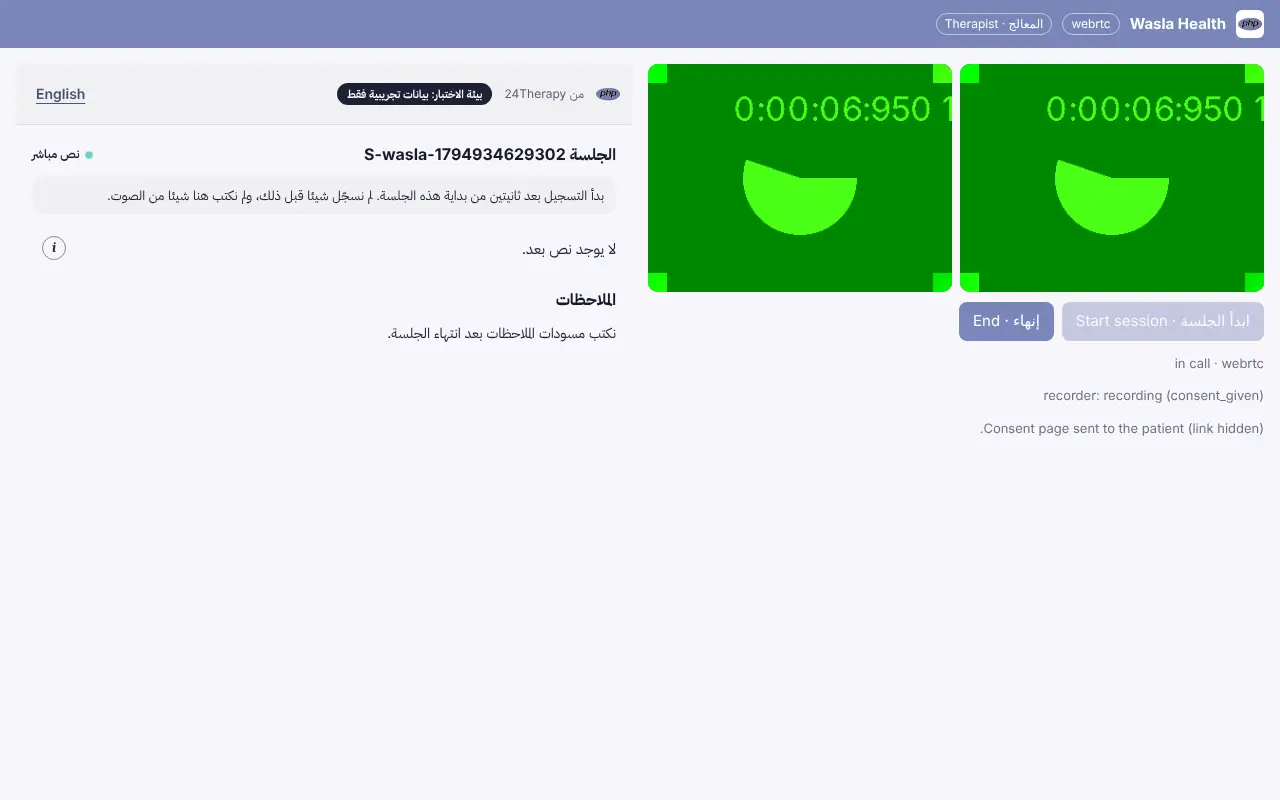 php
Wasla Health
webrtc
Therapist · المعالج
0:00:06:950 1
0:00:06:950 1
ابدأ الجلسة · Start session
إنهاء · End
in call · webrtc
recorder: recording (consent_given)
Consent page sent to the patient (link hidden).
php
من 24Therapy
بيئة الاختبار: بيانات تجريبية فقط
English
الجلسة S-wasla-1794934629302
نص مباشر
بدأ التسجيل بعد ثانيتين من بداية هذه الجلسة. لم نسجّل شيئا قبل ذلك، ولم نكتب هنا شيئا من الصوت.
لا يوجد نص بعد.
i
الملاحظات
نكتب مسودات الملاحظات بعد انتهاء الجلسة.